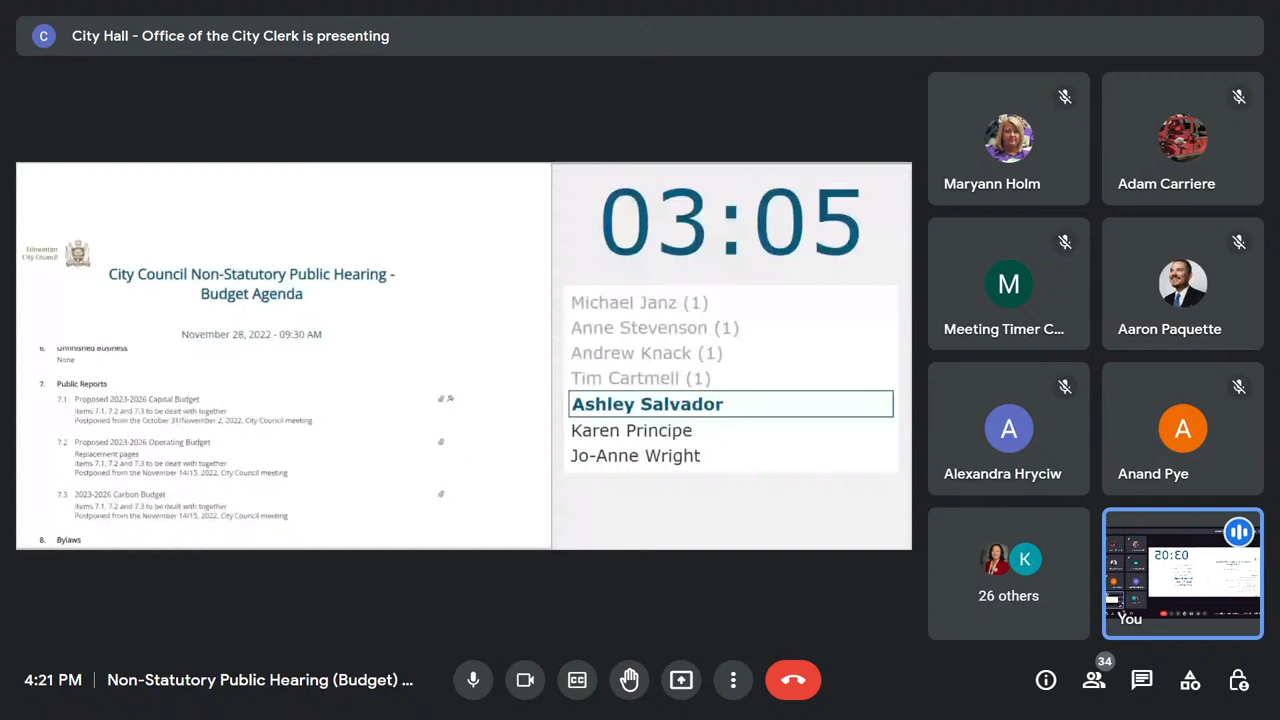 C
City Hall - Office of the City Clerk is presenting
Edmonton
City Council
City Council Non-Statutory Public Hearing -
Budget Agenda
November 28, 2022 - 09:30 AM
6. Unfinished Business
None
7. Public Reports
7.1 Proposed 2023-2026 Capital Budget
Items 7.1, 7.2 and 7.3 to be dealt with together
Postponed from the October 31/November 2, 2022, City Council meeting
7.2 Proposed 2023-2026 Operating Budget
Replacement pages
Items 7.1, 7.2 and 7.3 to be dealt with together
Postponed from the November 14/15, 2022, City Council meeting
7.3 2023-2026 Carbon Budget
Items 7.1, 7.2 and 7.3 to be dealt with together
Postponed from the November 14/15, 2022, City Council meeting
8. Bylaws
03:05
Michael Janz (1)
Anne Stevenson (1)
Andrew Knack (1)
Tim Cartmell (1)
Ashley Salvador
Karen Principe
Jo-Anne Wright
Maryann Holm
Adam Carriere
M
Meeting Timer C...
Aaron Paquette
A
Alexandra Hryciw
A
Anand Pye
K
26 others
03:05
You
4:21 PM
Non-Statutory Public Hearing (Budget) ...
34